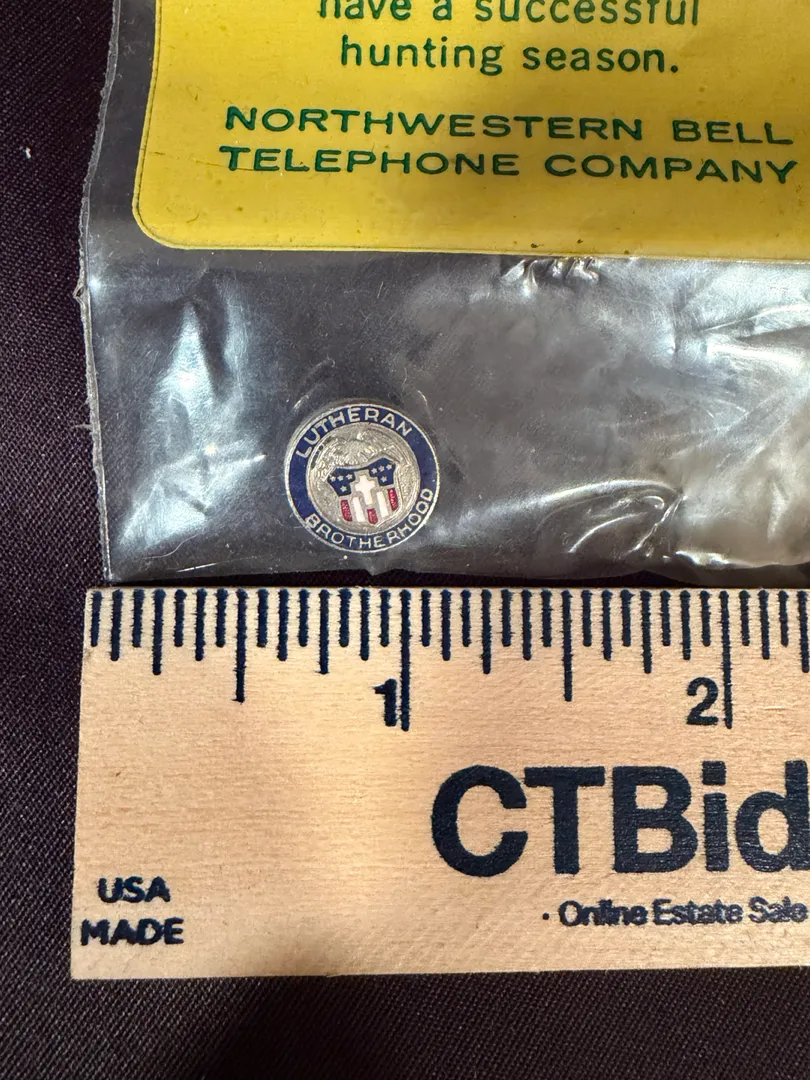 have a successful
hunting season.
NORTHWESTERN BELL
TELEPHONE COMPANY
LUTHERAN
BROTHERHOOD
1
2
CTBid
· Online Estate Sale
USA
MADE